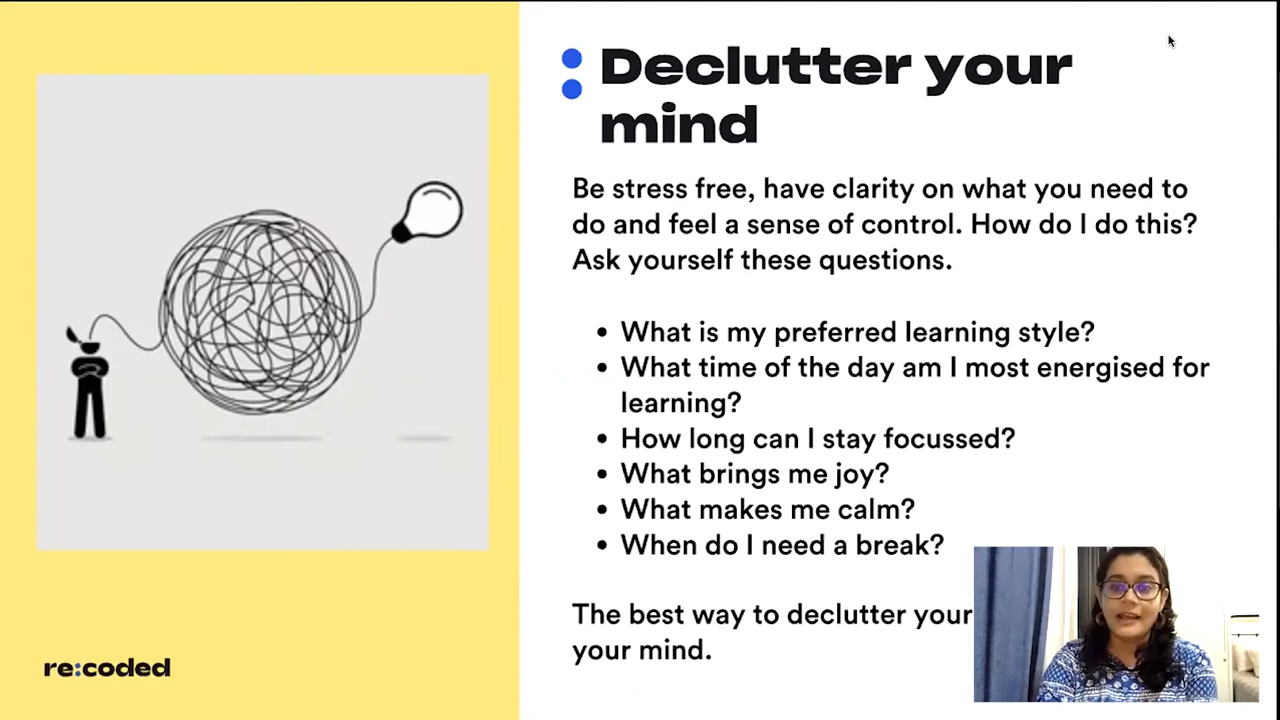 Declutter your
mind
Be stress free, have clarity on what you need to
do and feel a sense of control. How do I do this?
Ask yourself these questions.
• What is my preferred learning style?
• What time of the day am I most energised for
learning?
• How long can I stay focussed?
• What brings me joy?
• What makes me calm?
• When do I need a break?
The best way to declutter your
your mind.
re:coded